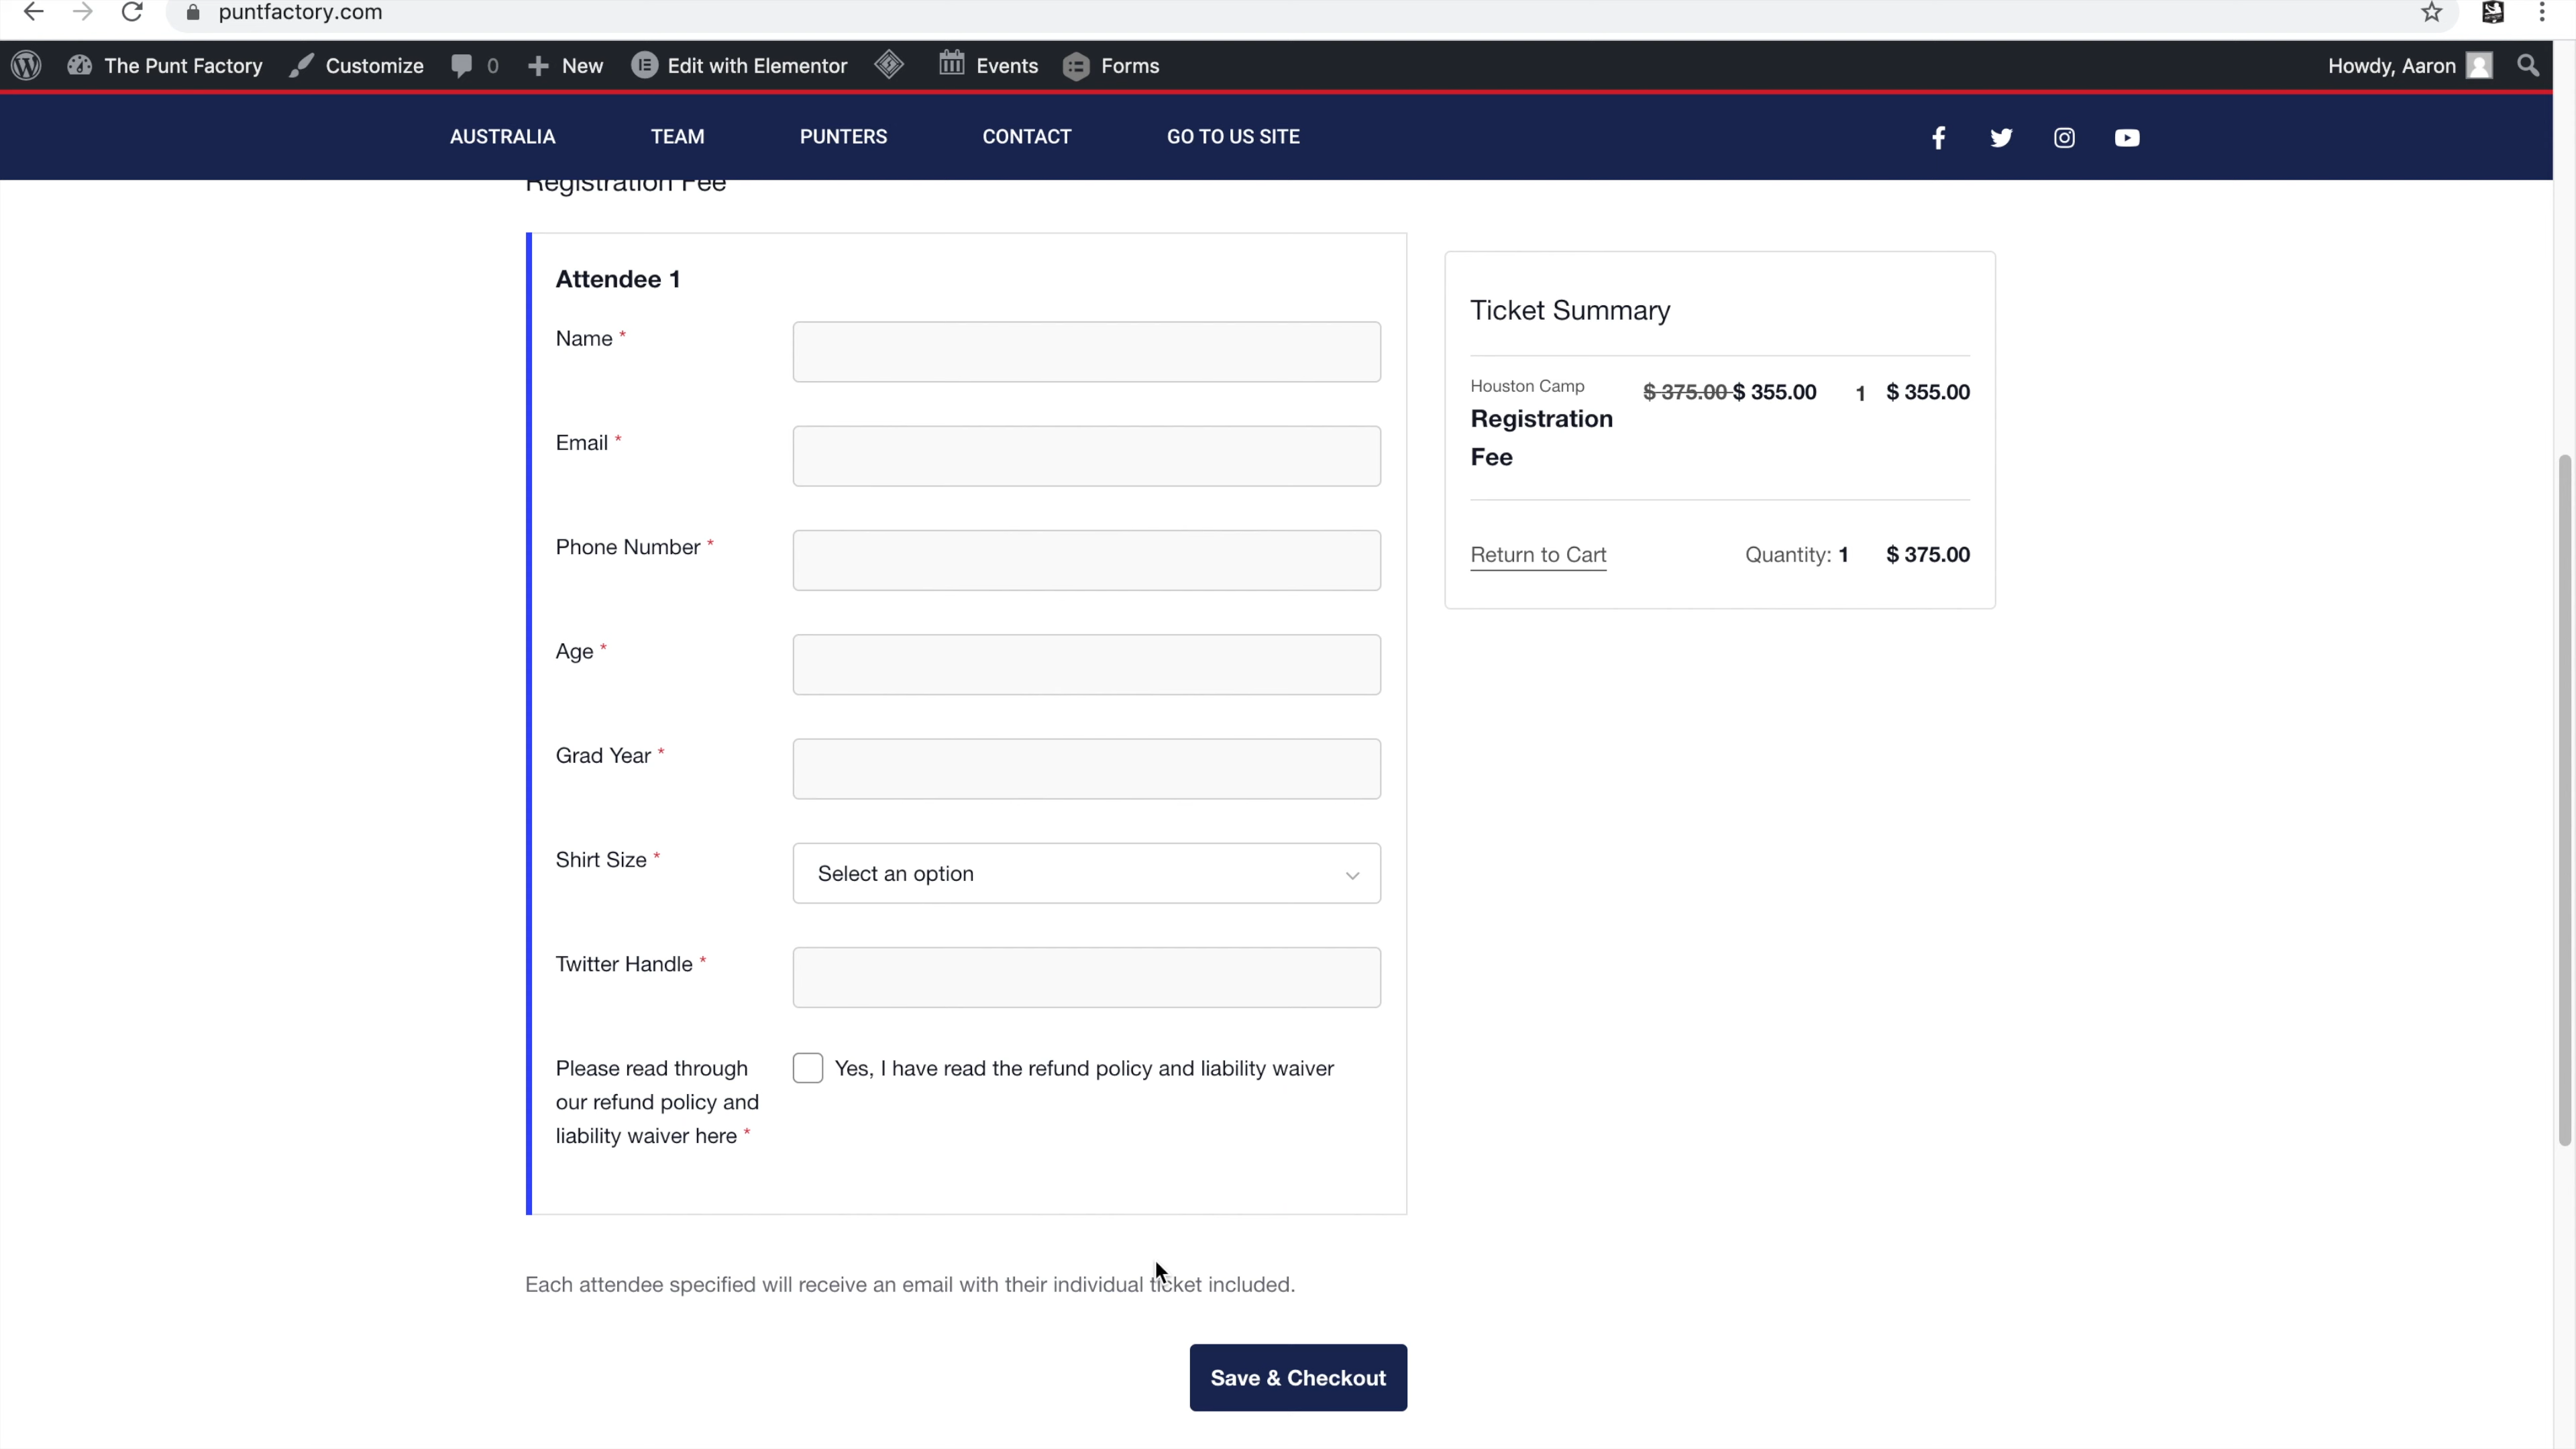 puntfactory.com
The Punt Factory Customize 0 New Edit with Elementor Events Forms Howdy, Aaron
AUSTRALIA TEAM PUNTERS CONTACT GO TO US SITE
Registration Fee
Attendee 1
Name *
Email *
Phone Number *
Age *
Grad Year *
Shirt Size * Select an option
Twitter Handle *
Please read through
our refund policy and
liability waiver here *
Yes, I have read the refund policy and liability waiver
Each attendee specified will receive an email with their individual ticket included.
Save & Checkout
Ticket Summary
Houston Camp
Registration
Fee
$ 375.00 $ 355.00 1 $ 355.00
Return to Cart Quantity: 1 $ 375.00